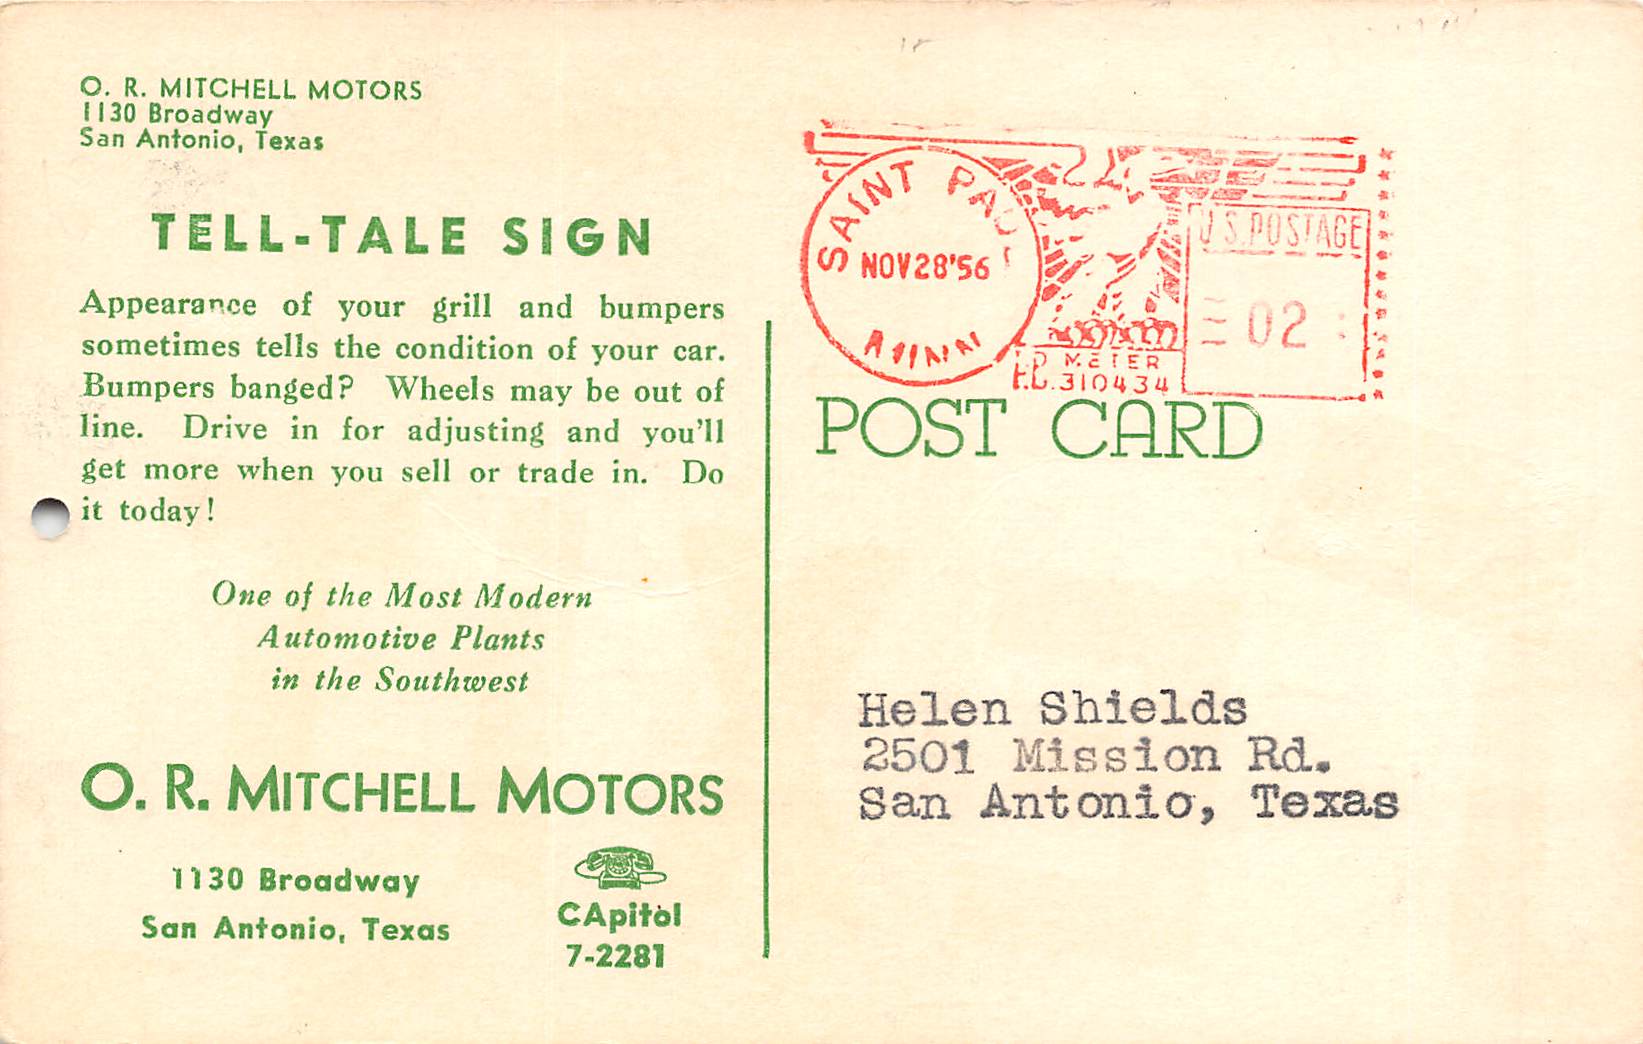 O. R. MITCHELL MOTORS
1130 Broadway
San Antonio, Texas
TELL-TALE SIGN
Appearance of your grill and bumpers
sometimes tells the condition of your car.
Bumpers banged? Wheels may be out of
line. Drive in for adjusting and you'll
get more when you sell or trade in. Do
it today!
One of the Most Modern
Automotive Plants
in the Southwest
O. R. MITCHELL MOTORS
1130 Broadway
San Antonio, Texas
CApitol
7-2281
SAINT PAUL
NOV 28 '56
MINN
U.S. POSTAGE
02
METER
310434
POST CARD
Helen Shields
2501 Mission Rd.
San Antonio, Texas